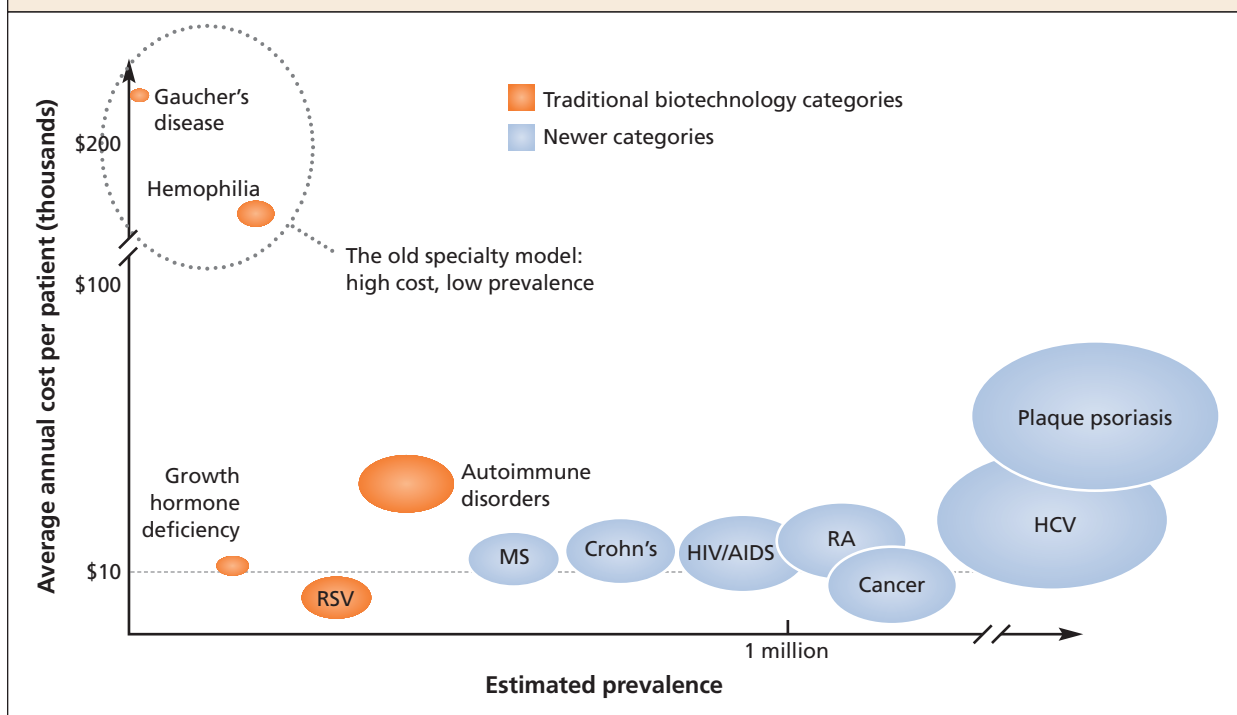 Average annual cost per patient (thousands)
$200
$100
$10
Gaucher's
disease
Hemophilia
Traditional biotechnology categories
Newer categories
The old specialty model:
high cost, low prevalence
Growth
hormone
deficiency
Autoimmune
disorders
RSV
MS
Crohn's
HIV/AIDS
RA
Cancer
Plaque psoriasis
HCV
1 million
Estimated prevalence